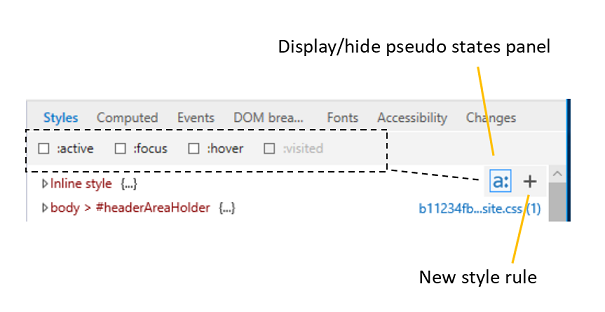 Display/hide pseudo states panel
Styles Computed Events DOM brea... Fonts Accessibility Changes
:active :focus :hover :visited
Inline style {...} a: +
body > #headerAreaHolder {...} b11234fb...site.css (1)
New style rule